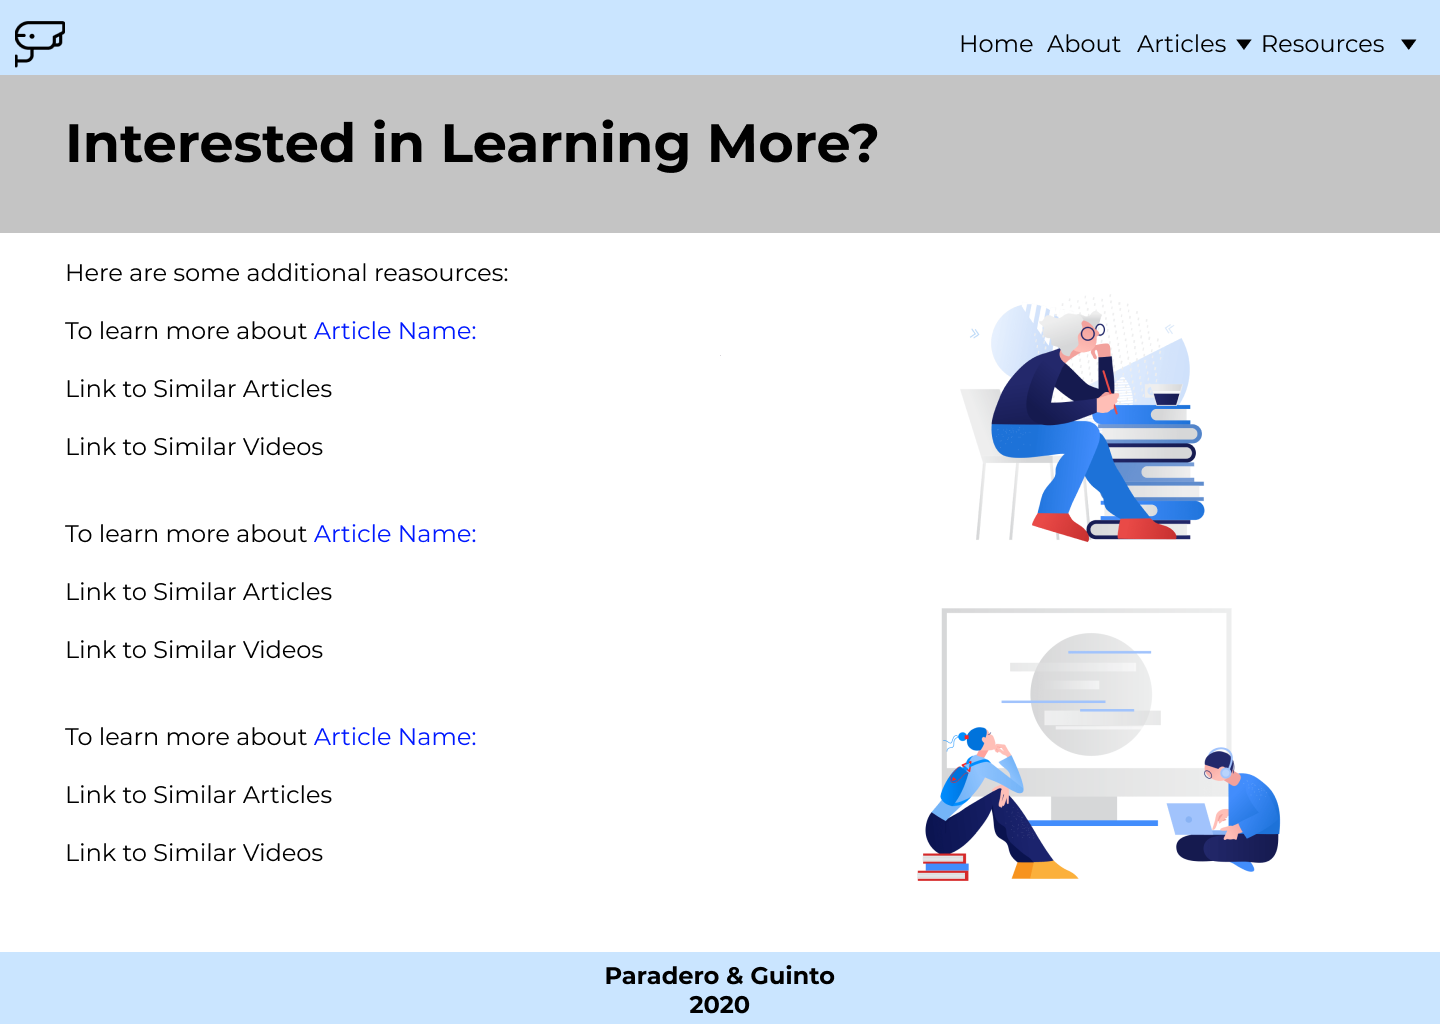 Home About Articles Resources
Interested in Learning More?
Here are some additional reasources:
To learn more about Article Name:
Link to Similar Articles
Link to Similar Videos
To learn more about Article Name:
Link to Similar Articles
Link to Similar Videos
To learn more about Article Name:
Link to Similar Articles
Link to Similar Videos
Paradero & Guinto
2020